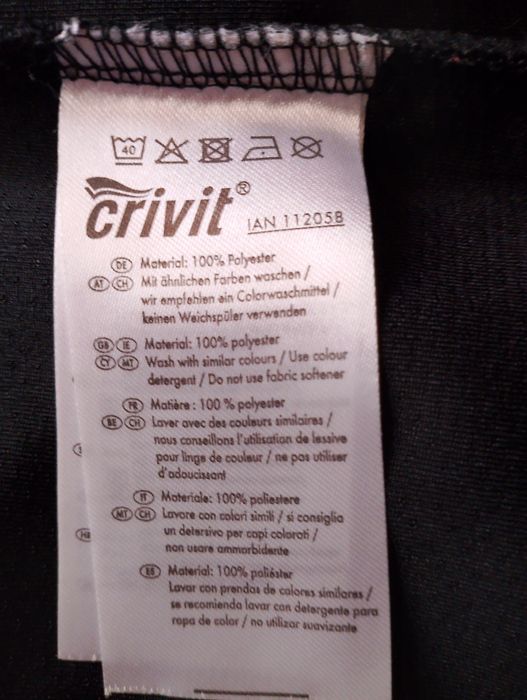 40
crivit®
IAN 112058
DE Material: 100% Polyester
AT CH Mit ähnlichen Farben waschen /
wir empfehlen ein Colorwaschmittel /
keinen Weichspüler verwenden
GB IE Material: 100% polyester
CY MT Wash with similar colours / Use colour
detergent / Do not use fabric softener
FR Matière : 100 % polyester
BE CH Laver avec des couleurs similaires /
nous conseillons l'utilisation de lessive
pour linge de couleur / ne pas utiliser
d'adoucissant
IT Materiale: 100% poliestere
MT CH Lavare con colori simili / si consiglia
un detersivo per capi colorati /
non usare ammorbidente
ES Material: 100% poliéster
Lavar con prendas de colores similares /
se recomienda lavar con detergente para
ropa de color / no utilizar suavizante